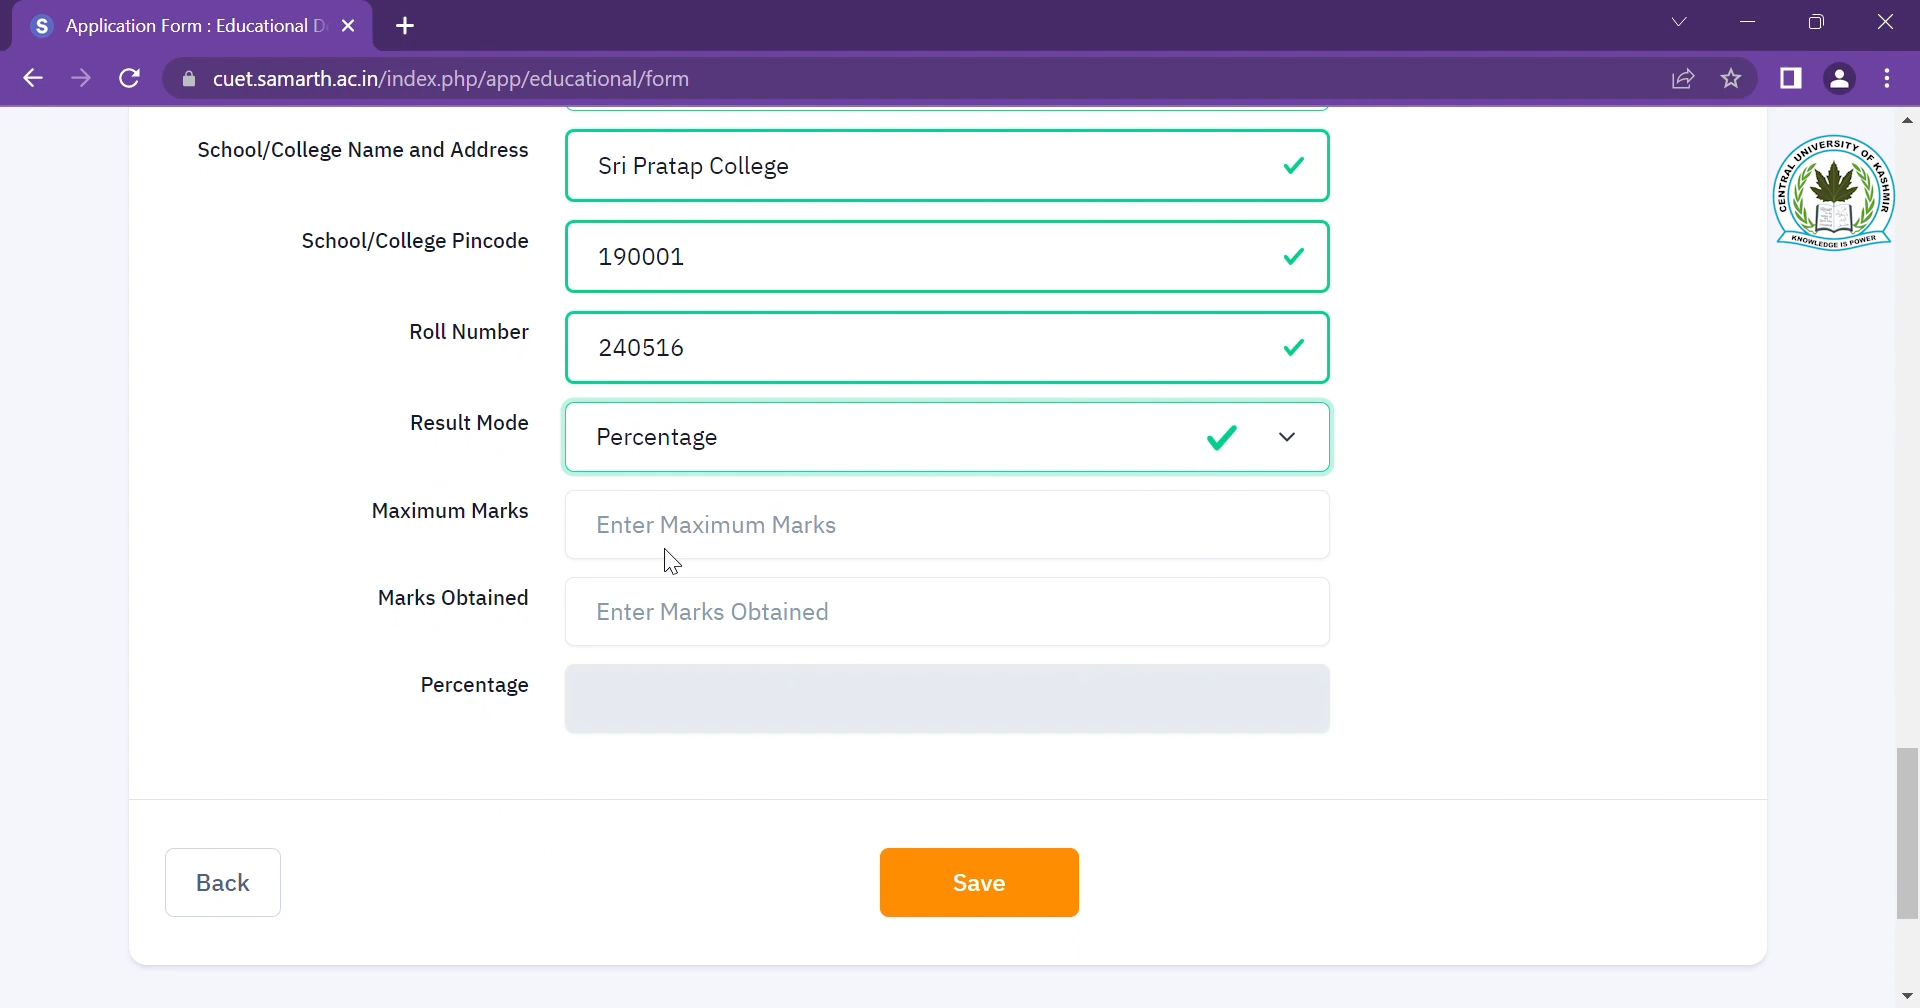 Application Form : Educational D
cuet.samarth.ac.in/index.php/app/educational/form
School/College Name and Address
Sri Pratap College
School/College Pincode
190001
Roll Number
240516
Result Mode
Percentage
Maximum Marks
Enter Maximum Marks
Marks Obtained
Enter Marks Obtained
Percentage
Back
Save
CENTRAL UNIVERSITY OF KASHMIR
KNOWLEDGE IS POWER